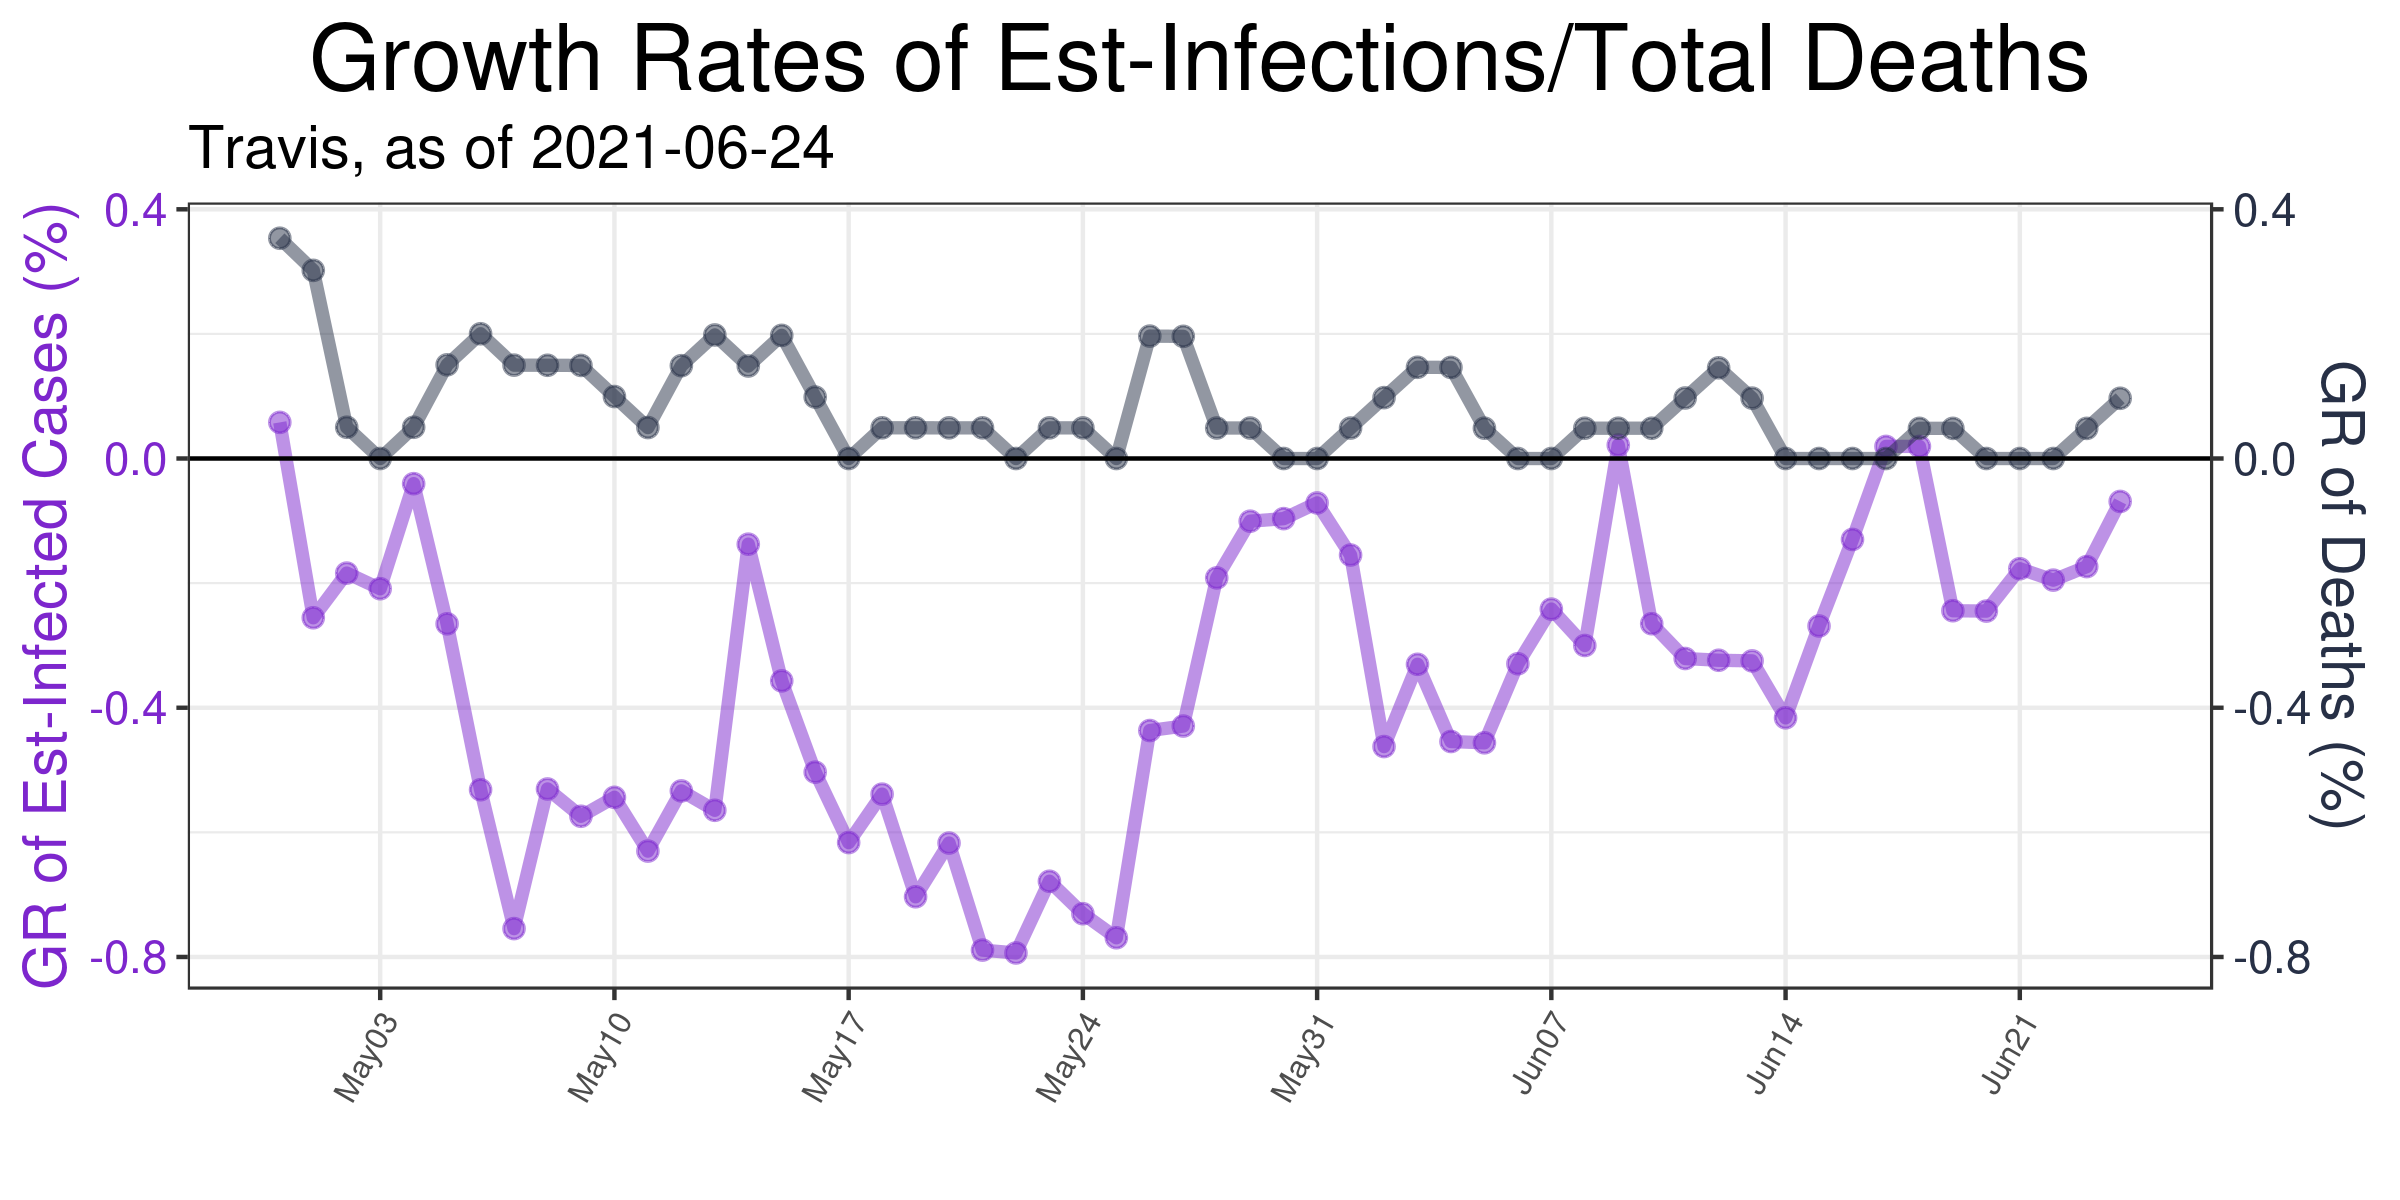 Growth Rates of Est-Infections/Total Deaths
Travis, as of 2021-06-24
GR of Est-Infected Cases (%)
0.4
0.0
-0.4
-0.8
0.4
0.0
-0.4
-0.8
GR of Deaths (%)
May03
May10
May17
May24
May31
Jun07
Jun14
Jun21